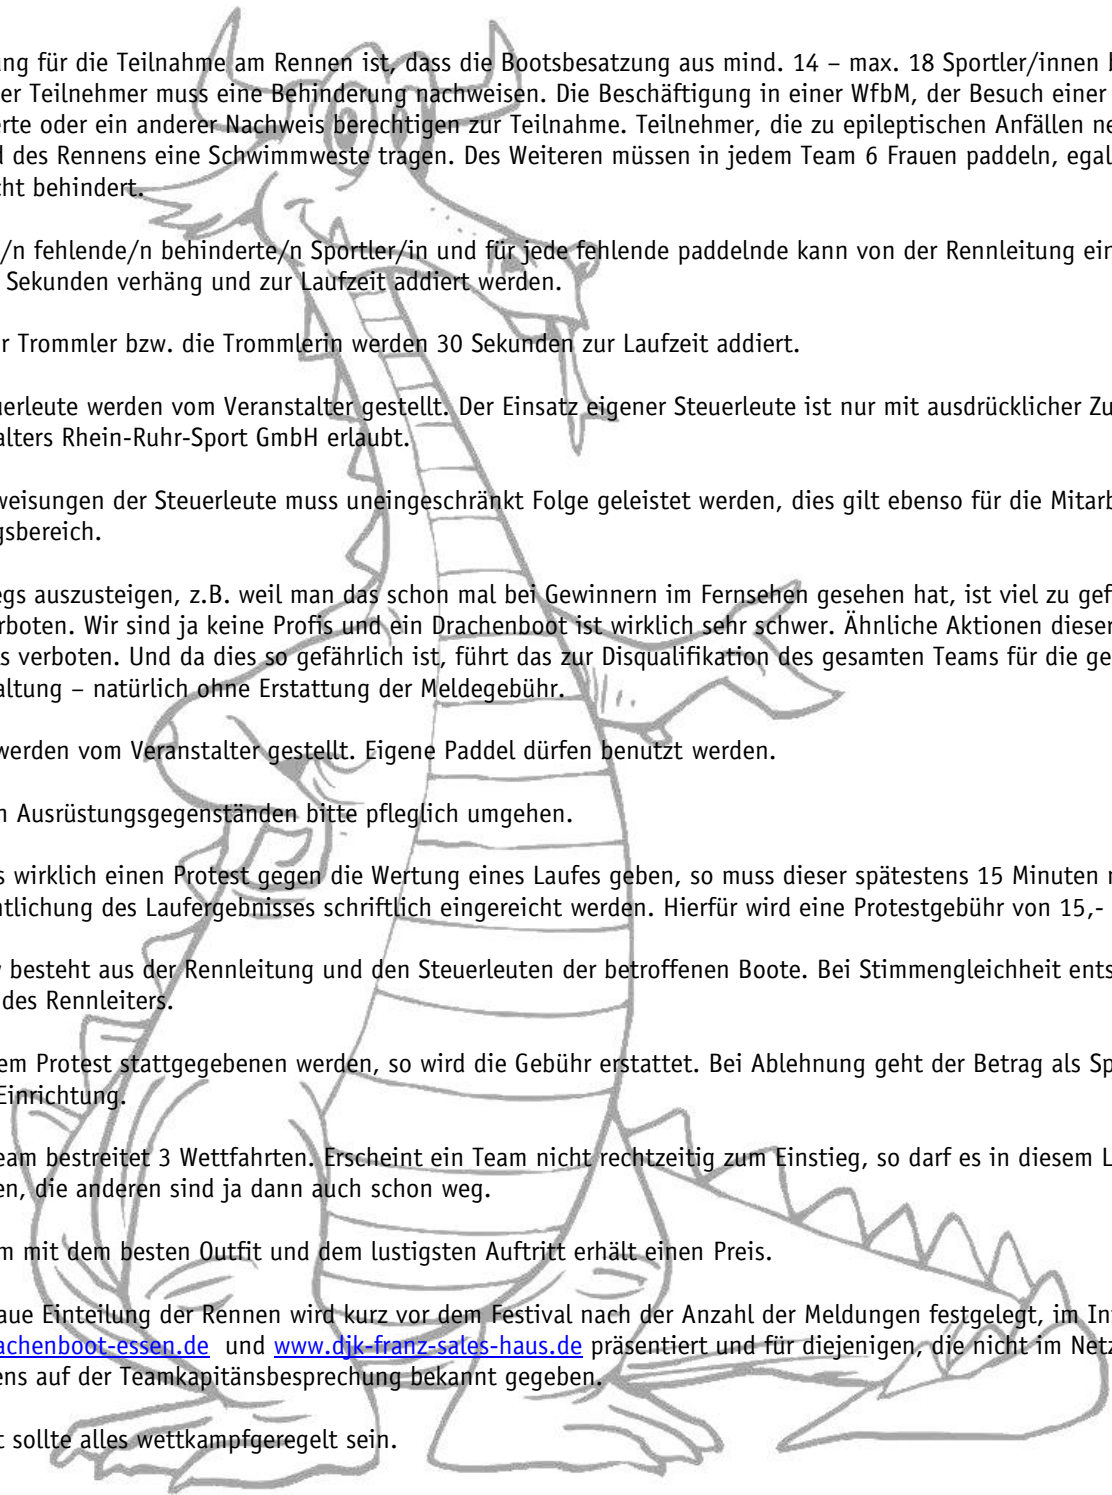 ung für die Teilnahme am Rennen ist, dass die Bootsbesatzung aus mind. 14 – max. 18 Sportler/innen b
er Teilnehmer muss eine Behinderung nachweisen. Die Beschäftigung in einer WfbM, der Besuch einer
erte oder ein anderer Nachweis berechtigen zur Teilnahme. Teilnehmer, die zu epileptischen Anfällen ne
d des Rennens eine Schwimmweste tragen. Des Weiteren müssen in jedem Team 6 Frauen paddeln, egal
cht behindert.
/n fehlende/n behinderte/n Sportler/in und für jede fehlende paddelnde kann von der Rennleitung ein
Sekunden verhäng und zur Laufzeit addiert werden.
r Trommler bzw. die Trommlerin werden 30 Sekunden zur Laufzeit addiert.
uerleute werden vom Veranstalter gestellt. Der Einsatz eigener Steuerleute ist nur mit ausdrücklicher Zu
alters Rhein-Ruhr-Sport GmbH erlaubt.
weisungen der Steuerleute muss uneingeschränkt Folge geleistet werden, dies gilt ebenso für die Mitarb
gsbereich.
egs auszusteigen, z.B. weil man das schon mal bei Gewinnern im Fernsehen gesehen hat, ist viel zu gef
rboten. Wir sind ja keine Profis und ein Drachenboot ist wirklich sehr schwer. Ähnliche Aktionen dieser
s verboten. Und da dies so gefährlich ist, führt das zur Disqualifikation des gesamten Teams für die ge
altung – natürlich ohne Erstattung der Meldegebühr.
werden vom Veranstalter gestellt. Eigene Paddel dürfen benutzt werden.
n Ausrüstungsgegenständen bitte pfleglich umgehen.
s wirklich einen Protest gegen die Wertung eines Laufes geben, so muss dieser spätestens 15 Minuten n
ntlichung des Laufergebnisses schriftlich eingereicht werden. Hierfür wird eine Protestgebühr von 15,-
besteht aus der Rennleitung und den Steuerleuten der betroffenen Boote. Bei Stimmengleichheit ents
des Rennleiters.
em Protest stattgegebenen werden, so wird die Gebühr erstattet. Bei Ablehnung geht der Betrag als Sp
Einrichtung.
eam bestreitet 3 Wettfahrten. Erscheint ein Team nicht rechtzeitig zum Einstieg, so darf es in diesem L
en, die anderen sind ja dann auch schon weg.
m mit dem besten Outfit und dem lustigsten Auftritt erhält einen Preis.
aue Einteilung der Rennen wird kurz vor dem Festival nach der Anzahl der Meldungen festgelegt, im In
achenboot-essen.de und www.djk-franz-sales-haus.de präsentiert und für diejenigen, die nicht im Netz
ens auf der Teamkapitänsbesprechung bekannt gegeben.
t sollte alles wettkampfgeregelt sein.